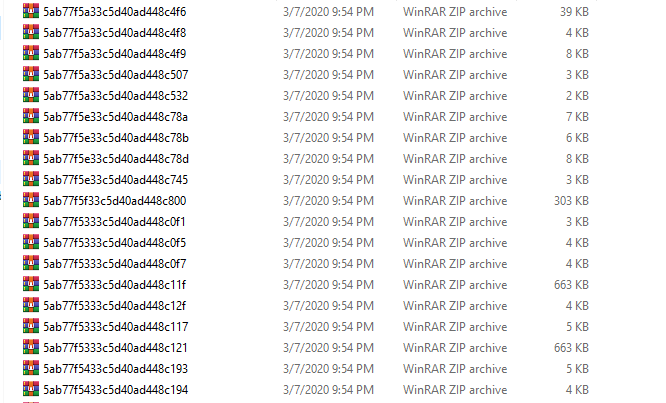 5ab77f5a33c5d40ad448c4f6 3/7/2020 9:54 PM WinRAR ZIP archive 39 KB
5ab77f5a33c5d40ad448c4f8 3/7/2020 9:54 PM WinRAR ZIP archive 4 KB
5ab77f5a33c5d40ad448c4f9 3/7/2020 9:54 PM WinRAR ZIP archive 8 KB
5ab77f5a33c5d40ad448c507 3/7/2020 9:54 PM WinRAR ZIP archive 3 KB
5ab77f5a33c5d40ad448c532 3/7/2020 9:54 PM WinRAR ZIP archive 2 KB
5ab77f5e33c5d40ad448c78a 3/7/2020 9:54 PM WinRAR ZIP archive 7 KB
5ab77f5e33c5d40ad448c78b 3/7/2020 9:54 PM WinRAR ZIP archive 6 KB
5ab77f5e33c5d40ad448c78d 3/7/2020 9:54 PM WinRAR ZIP archive 8 KB
5ab77f5e33c5d40ad448c745 3/7/2020 9:54 PM WinRAR ZIP archive 3 KB
5ab77f5f33c5d40ad448c800 3/7/2020 9:54 PM WinRAR ZIP archive 303 KB
5ab77f5333c5d40ad448c0f1 3/7/2020 9:54 PM WinRAR ZIP archive 3 KB
5ab77f5333c5d40ad448c0f5 3/7/2020 9:54 PM WinRAR ZIP archive 4 KB
5ab77f5333c5d40ad448c0f7 3/7/2020 9:54 PM WinRAR ZIP archive 4 KB
5ab77f5333c5d40ad448c11f 3/7/2020 9:54 PM WinRAR ZIP archive 663 KB
5ab77f5333c5d40ad448c12f 3/7/2020 9:54 PM WinRAR ZIP archive 4 KB
5ab77f5333c5d40ad448c117 3/7/2020 9:54 PM WinRAR ZIP archive 5 KB
5ab77f5333c5d40ad448c121 3/7/2020 9:54 PM WinRAR ZIP archive 663 KB
5ab77f5433c5d40ad448c193 3/7/2020 9:54 PM WinRAR ZIP archive 5 KB
5ab77f5433c5d40ad448c194 3/7/2020 9:54 PM WinRAR ZIP archive 4 KB